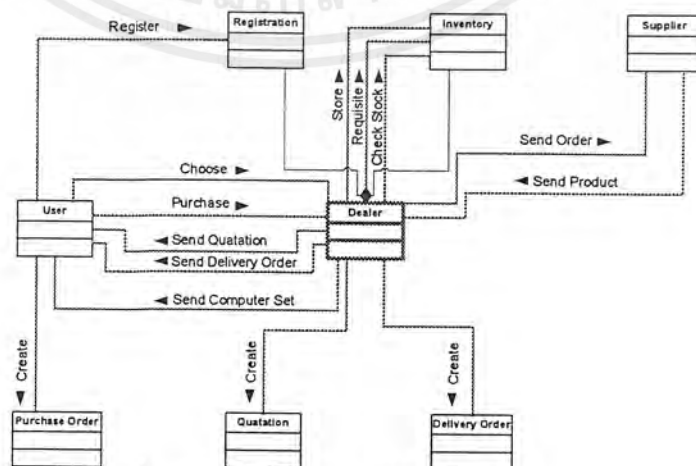 Registration
Inventory
Supplier
Register ►
Store ►
Requisite ►
Check Stock ►
Send Order ►
Choose ►
◄ Send Product
User
Purchase ►
Dealer
◄ Send Quatation
◄ Send Delivery Order
◄ Send Computer Set
◄ Create
◄ Create
◄ Create
Purchase Order
Quatation
Delivery Order